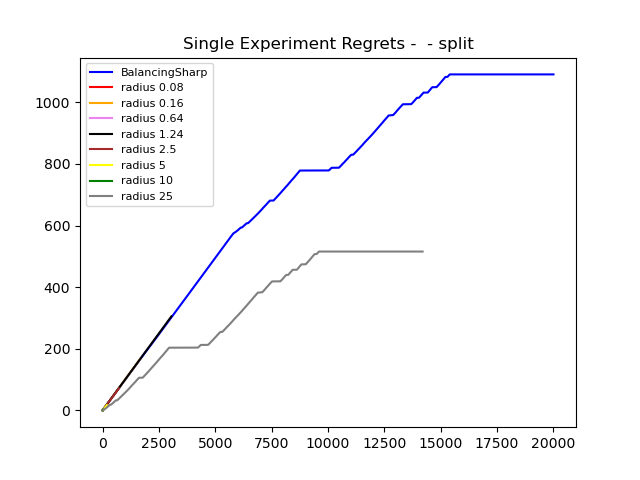 Single Experiment Regrets -  - split
BalancingSharp
radius 0.08
radius 0.16
radius 0.64
radius 1.24
radius 2.5
radius 5
radius 10
radius 25
1000
800
600
400
200
0
0 2500 5000 7500 10000 12500 15000 17500 20000